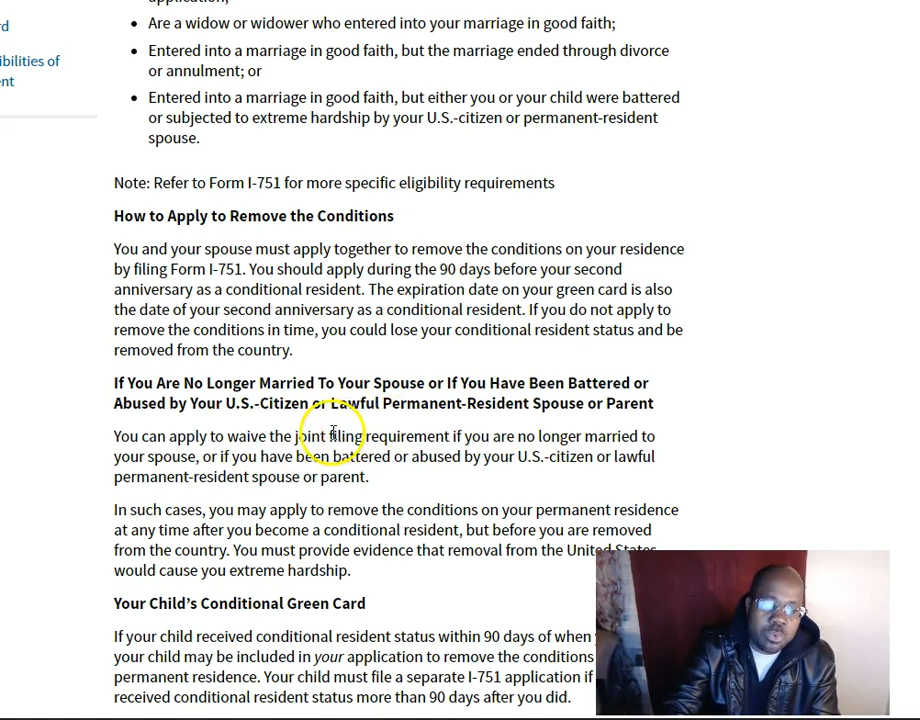 rd
ibilities of
ent
application;
• Are a widow or widower who entered into your marriage in good faith;
• Entered into a marriage in good faith, but the marriage ended through divorce
or annulment; or
• Entered into a marriage in good faith, but either you or your child were battered
or subjected to extreme hardship by your U.S.-citizen or permanent-resident
spouse.
Note: Refer to Form I-751 for more specific eligibility requirements
How to Apply to Remove the Conditions
You and your spouse must apply together to remove the conditions on your residence
by filing Form I-751. You should apply during the 90 days before your second
anniversary as a conditional resident. The expiration date on your green card is also
the date of your second anniversary as a conditional resident. If you do not apply to
remove the conditions in time, you could lose your conditional resident status and be
removed from the country.
If You Are No Longer Married To Your Spouse or If You Have Been Battered or
Abused by Your U.S.-Citizen or Lawful Permanent-Resident Spouse or Parent
You can apply to waive the joint filing requirement if you are no longer married to
your spouse, or if you have been battered or abused by your U.S.-citizen or lawful
permanent-resident spouse or parent.
In such cases, you may apply to remove the conditions on your permanent residence
at any time after you become a conditional resident, but before you are removed
from the country. You must provide evidence that removal from the United States
would cause you extreme hardship.
Your Child’s Conditional Green Card
If your child received conditional resident status within 90 days of when
your child may be included in your application to remove the conditions
permanent residence. Your child must file a separate I-751 application if
received conditional resident status more than 90 days after you did.